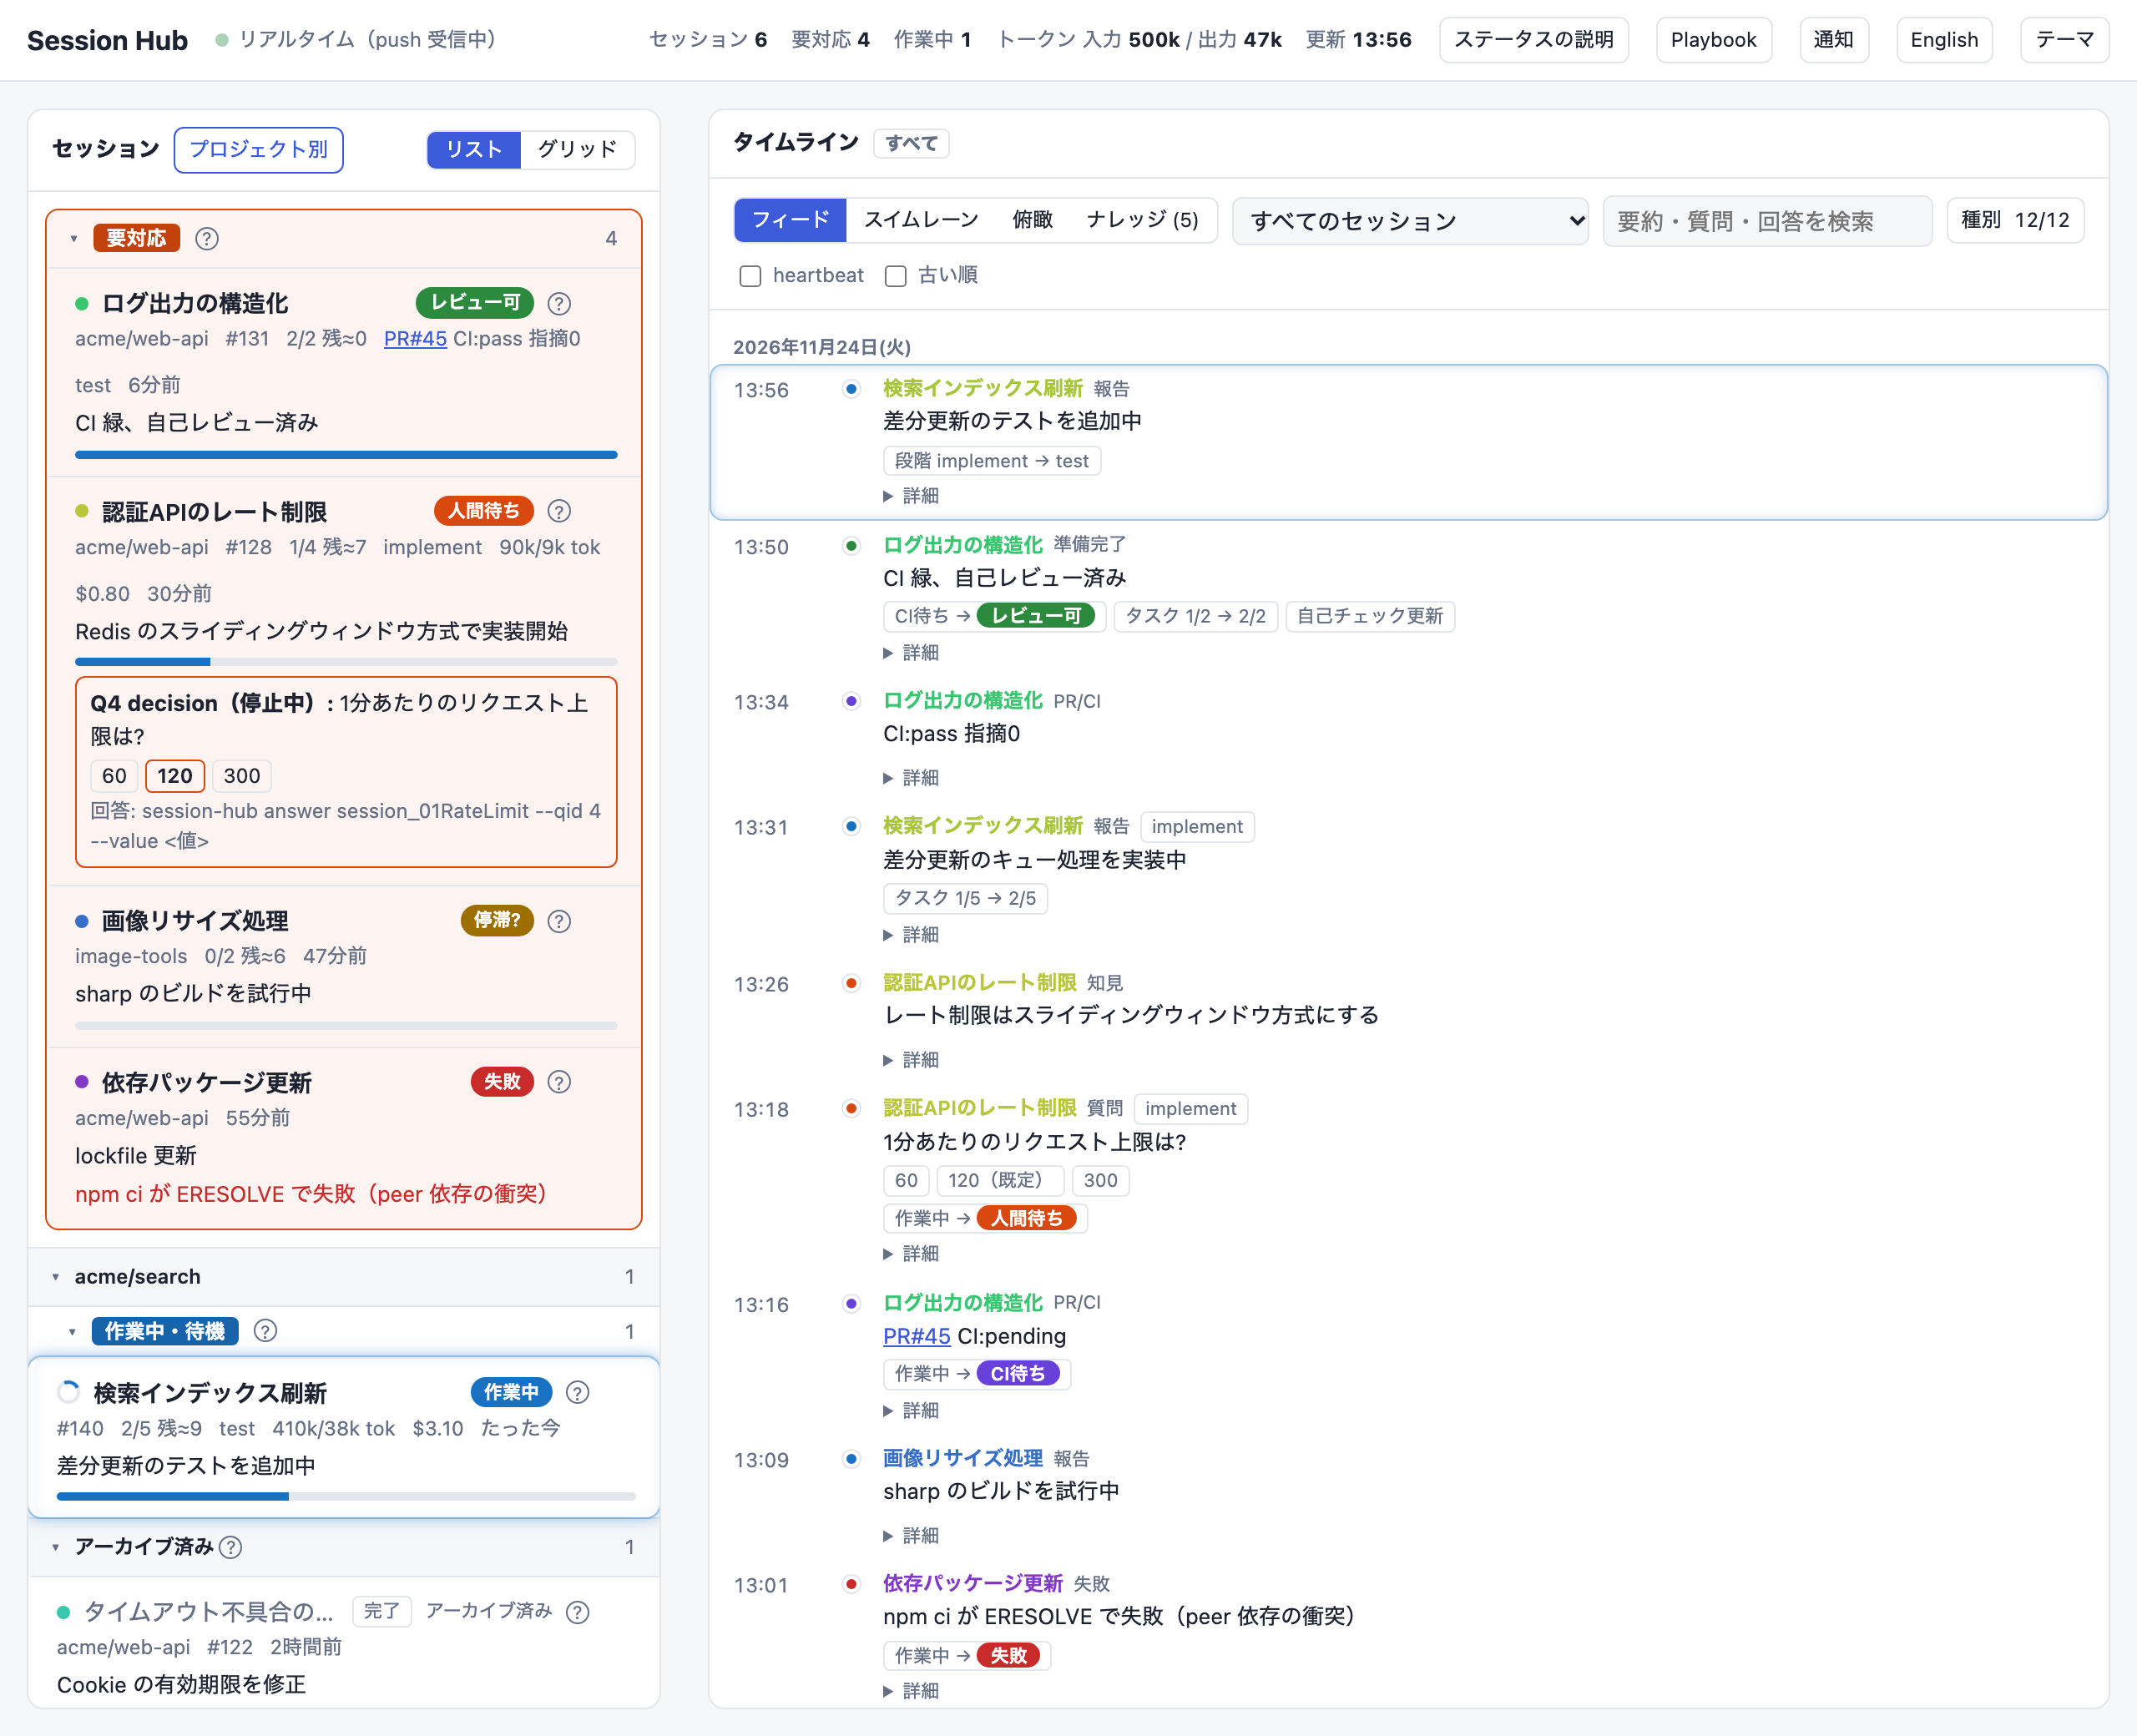 Session Hub
リアルタイム（push 受信中）
セッション 6 要対応 4 作業中 1 トークン 入力 500k / 出力 47k 更新 13:56
ステータスの説明
Playbook
通知
English
テーマ
セッション
プロジェクト別
リスト
グリッド
▾ 要対応 ? 4
ログ出力の構造化 レビュー可 ?
acme/web-api #131 2/2 残≈0 PR#45 CI:pass 指摘0
test 6分前
CI 緑、自己レビュー済み
認証APIのレート制限 人間待ち ?
acme/web-api #128 1/4 残≈7 implement 90k/9k tok
$0.80 30分前
Redis のスライディングウィンドウ方式で実装開始
Q4 decision（停止中）: 1分あたりのリクエスト上
限は?
60 120 300
回答: session-hub answer session_01RateLimit --qid 4
--value <値>
画像リサイズ処理 停滞? ?
image-tools 0/2 残≈6 47分前
sharp のビルドを試行中
依存パッケージ更新 失敗 ?
acme/web-api 55分前
lockfile 更新
npm ci が ERESOLVE で失敗（peer 依存の衝突）
▾ acme/search 1
▾ 作業中・待機 ? 1
検索インデックス刷新 作業中 ?
#140 2/5 残≈9 test 410k/38k tok $3.10 たった今
差分更新のテストを追加中
▾ アーカイブ済み ? 1
タイムアウト不具合の... 完了 アーカイブ済み ?
acme/web-api #122 2時間前
Cookie の有効期限を修正
タイムライン すべて
フィード スイムレーン 俯瞰 ナレッジ (5) すべてのセッション 要約・質問・回答を検索 種別 12/12
heartbeat 古い順
2026年11月24日(火)
13:56 検索インデックス刷新 報告
差分更新のテストを追加中
段階 implement → test
▶ 詳細
13:50 ログ出力の構造化 準備完了
CI 緑、自己レビュー済み
CI待ち → レビュー可 タスク 1/2 → 2/2 自己チェック更新
▶ 詳細
13:34 ログ出力の構造化 PR/CI
CI:pass 指摘0
▶ 詳細
13:31 検索インデックス刷新 報告 implement
差分更新のキュー処理を実装中
タスク 1/5 → 2/5
▶ 詳細
13:26 認証APIのレート制限 知見
レート制限はスライディングウィンドウ方式にする
▶ 詳細
13:18 認証APIのレート制限 質問 implement
1分あたりのリクエスト上限は?
60 120（既定） 300
作業中 → 人間待ち
▶ 詳細
13:16 ログ出力の構造化 PR/CI
PR#45 CI:pending
作業中 → CI待ち
▶ 詳細
13:09 画像リサイズ処理 報告
sharp のビルドを試行中
▶ 詳細
13:01 依存パッケージ更新 失敗
npm ci が ERESOLVE で失敗（peer 依存の衝突）
作業中 → 失敗
▶ 詳細